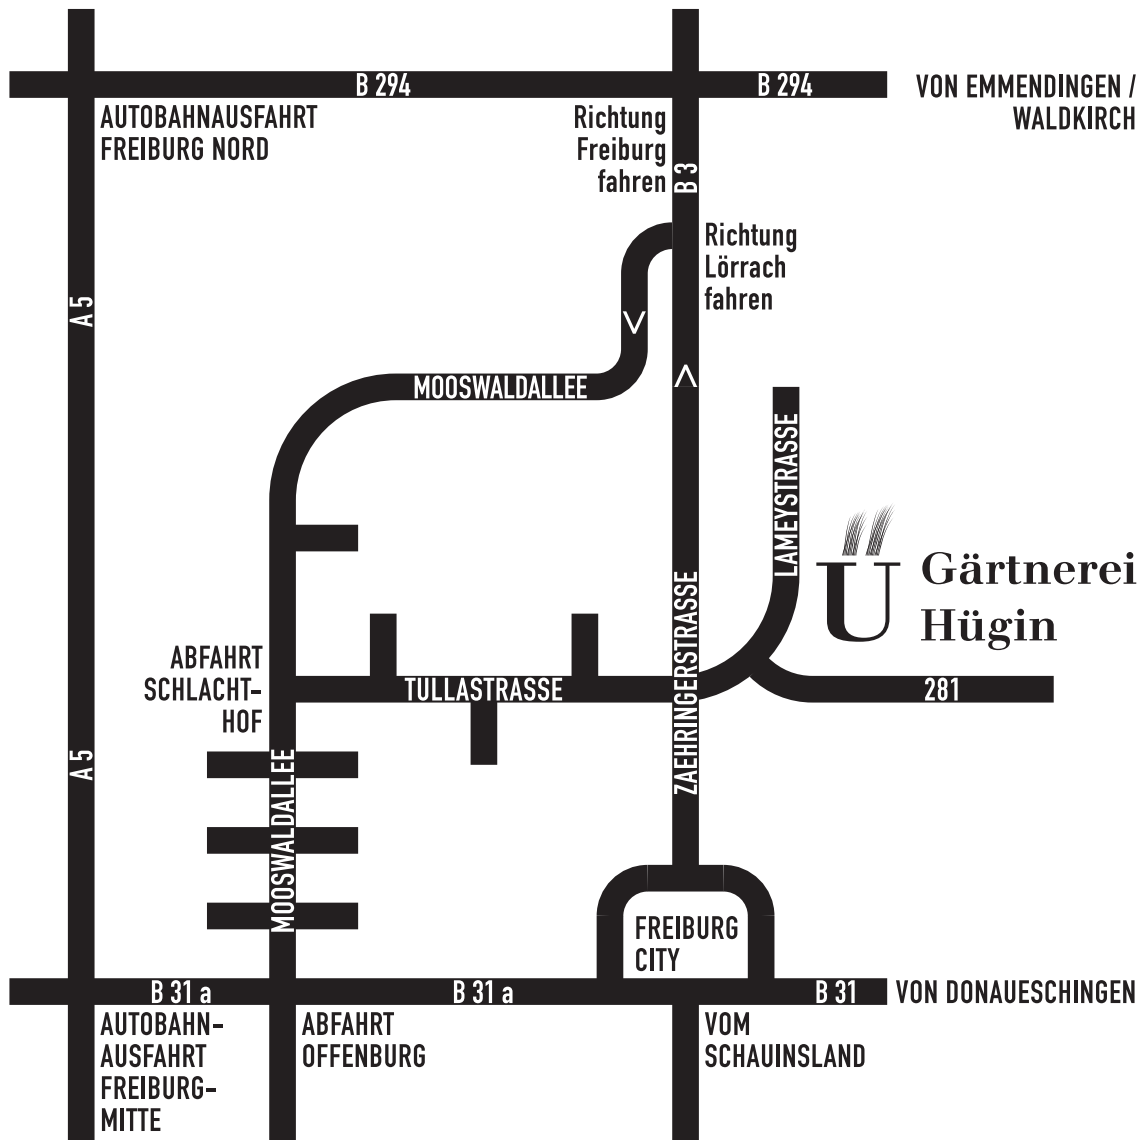 B 294
B 294
VON EMMENDINGEN /
WALDKIRCH
AUTOBAHNAUSFAHRT
FREIBURG NORD
Richtung
Freiburg
fahren
B 3
Richtung
Lörrach
fahren
A 5
>
>
MOOSWALDALLEE
LAMEYSTRASSE
Ü Gärtnerei
Hügin
ZAEHRINGERSTRASSE
ABFAHRT
SCHLACHT-
HOF
TULLASTRASSE
281
A 5
MOOSWALDALLEE
FREIBURG
CITY
B 31 a
B 31 a
B 31
VON DONAUESCHINGEN
AUTOBAHN-
AUSFAHRT
FREIBURG-
MITTE
ABFAHRT
OFFENBURG
VOM
SCHAUINSLAND